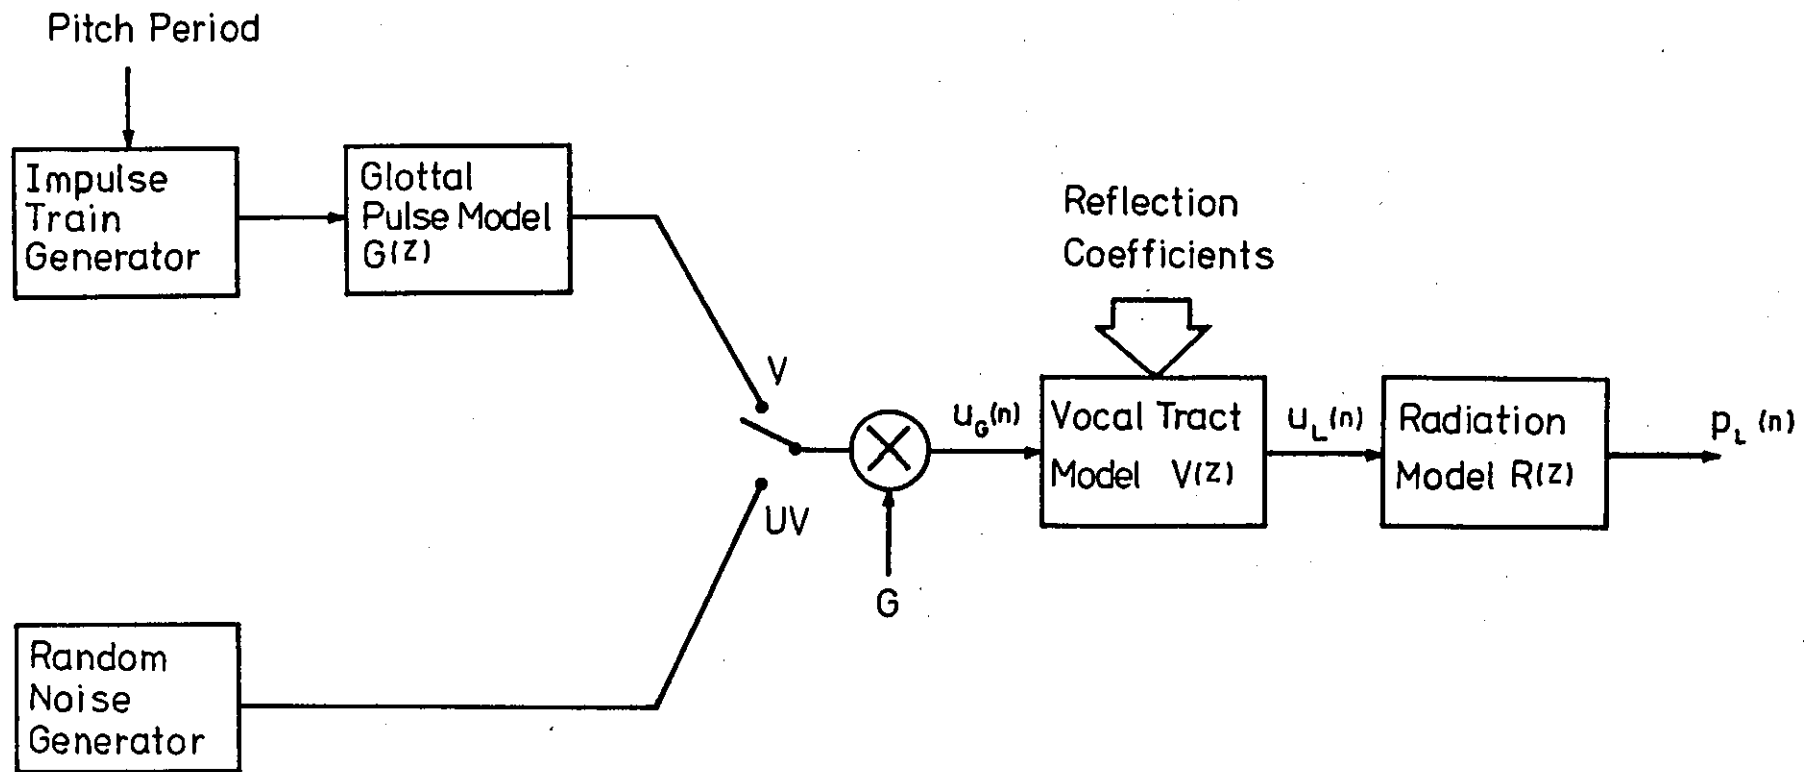 Pitch Period
Impulse
Train
Generator
Glottal
Pulse Model
G(z)
Reflection
Coefficients
V
UV
G
u_G(n)
Vocal Tract
Model V(z)
u_L(n)
Radiation
Model R(z)
p_L(n)
Random
Noise
Generator